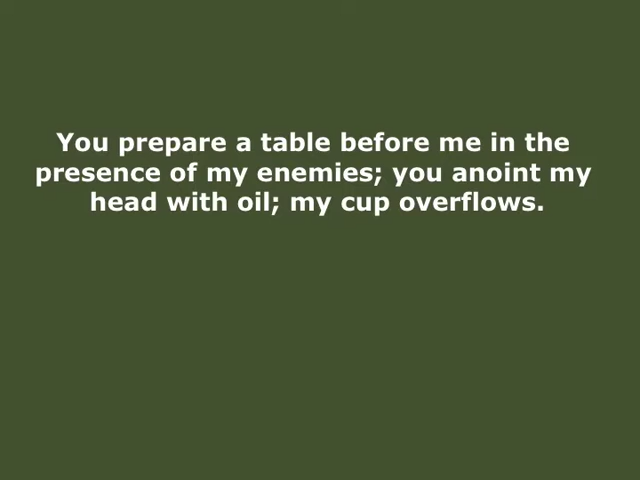 You prepare a table before me in the
presence of my enemies; you anoint my
head with oil; my cup overflows.